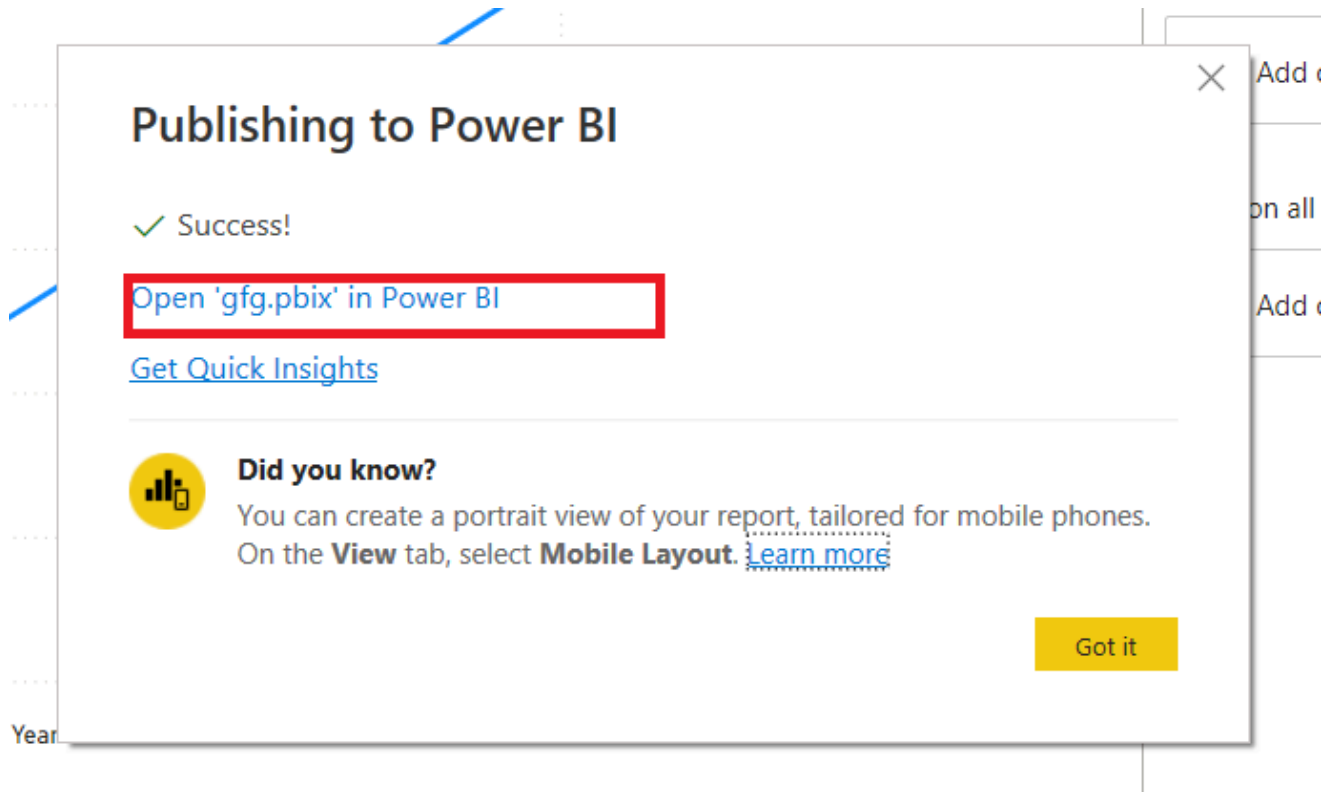 Publishing to Power BI
Success!
Open 'gfg.pbix' in Power BI
Get Quick Insights
Did you know?
You can create a portrait view of your report, tailored for mobile phones.
On the View tab, select Mobile Layout. Learn more
Got it
Add
on all
Add
Year